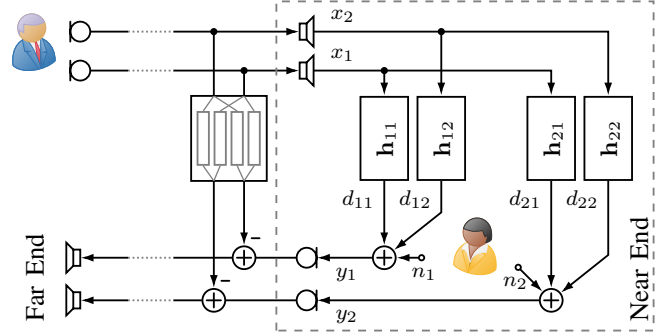 x₂
x₁
h₁₁
h₁₂
h₂₁
h₂₂
d₁₁
d₁₂
d₂₁
d₂₂
−
y₁
n₁
n₂
−
y₂
Far End
Near End